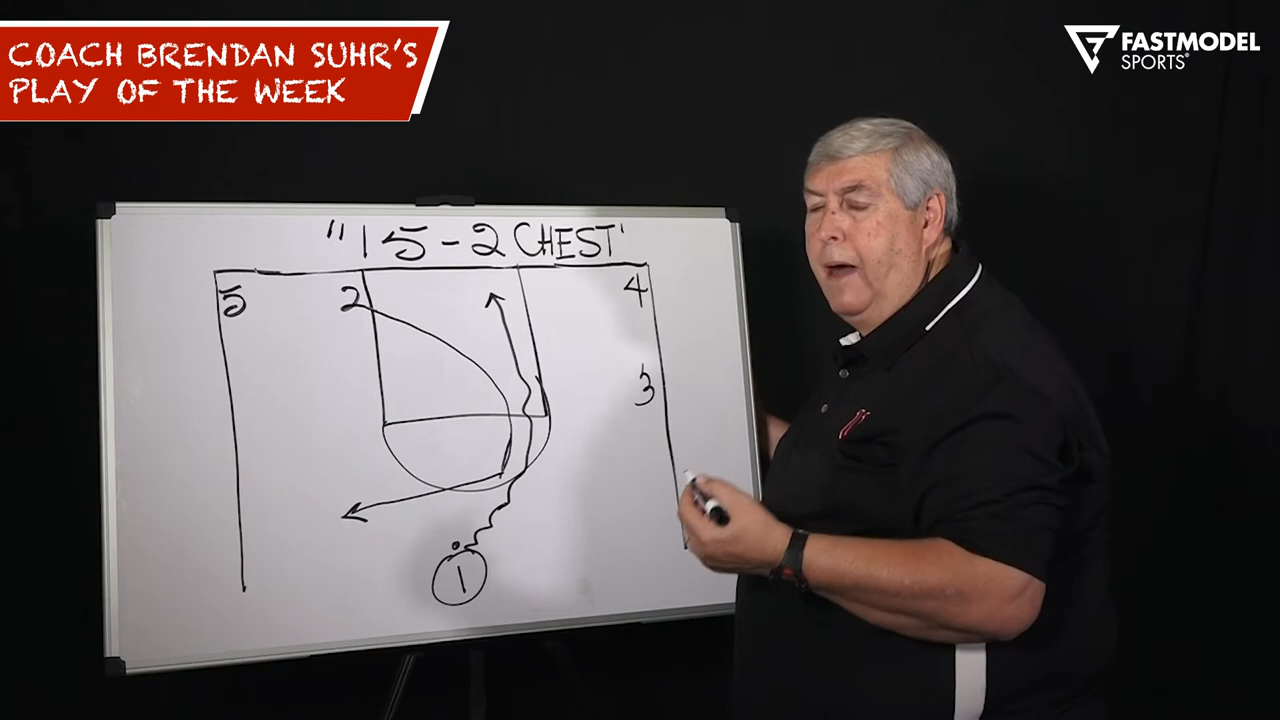 COACH BRENDAN SUHR'S
PLAY OF THE WEEK
FASTMODEL
SPORTS®
"15-2 CHEST'
5 2 4
3
1